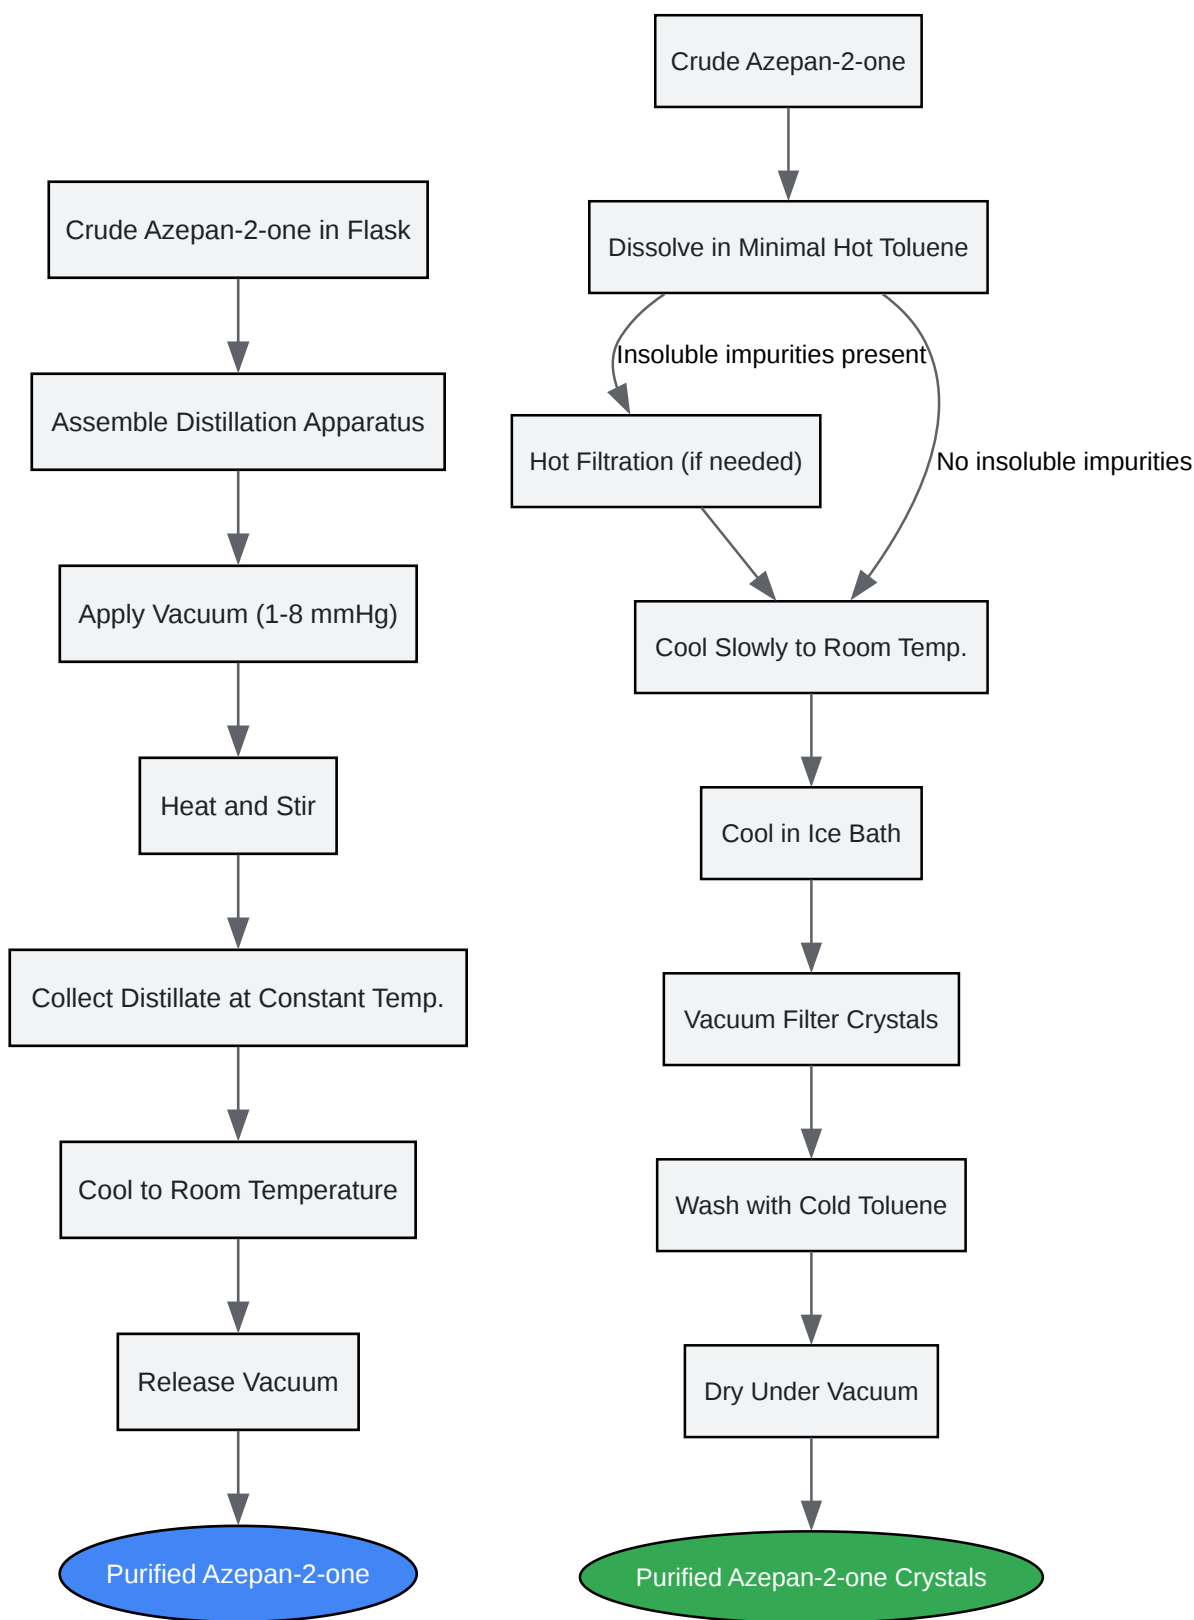 Crude Azepan-2-one in Flask
Assemble Distillation Apparatus
Apply Vacuum (1-8 mmHg)
Heat and Stir
Collect Distillate at Constant Temp.
Cool to Room Temperature
Release Vacuum
Purified Azepan-2-one
Crude Azepan-2-one
Dissolve in Minimal Hot Toluene
Insoluble impurities present
Hot Filtration (if needed)
No insoluble impurities
Cool Slowly to Room Temp.
Cool in Ice Bath
Vacuum Filter Crystals
Wash with Cold Toluene
Dry Under Vacuum
Purified Azepan-2-one Crystals